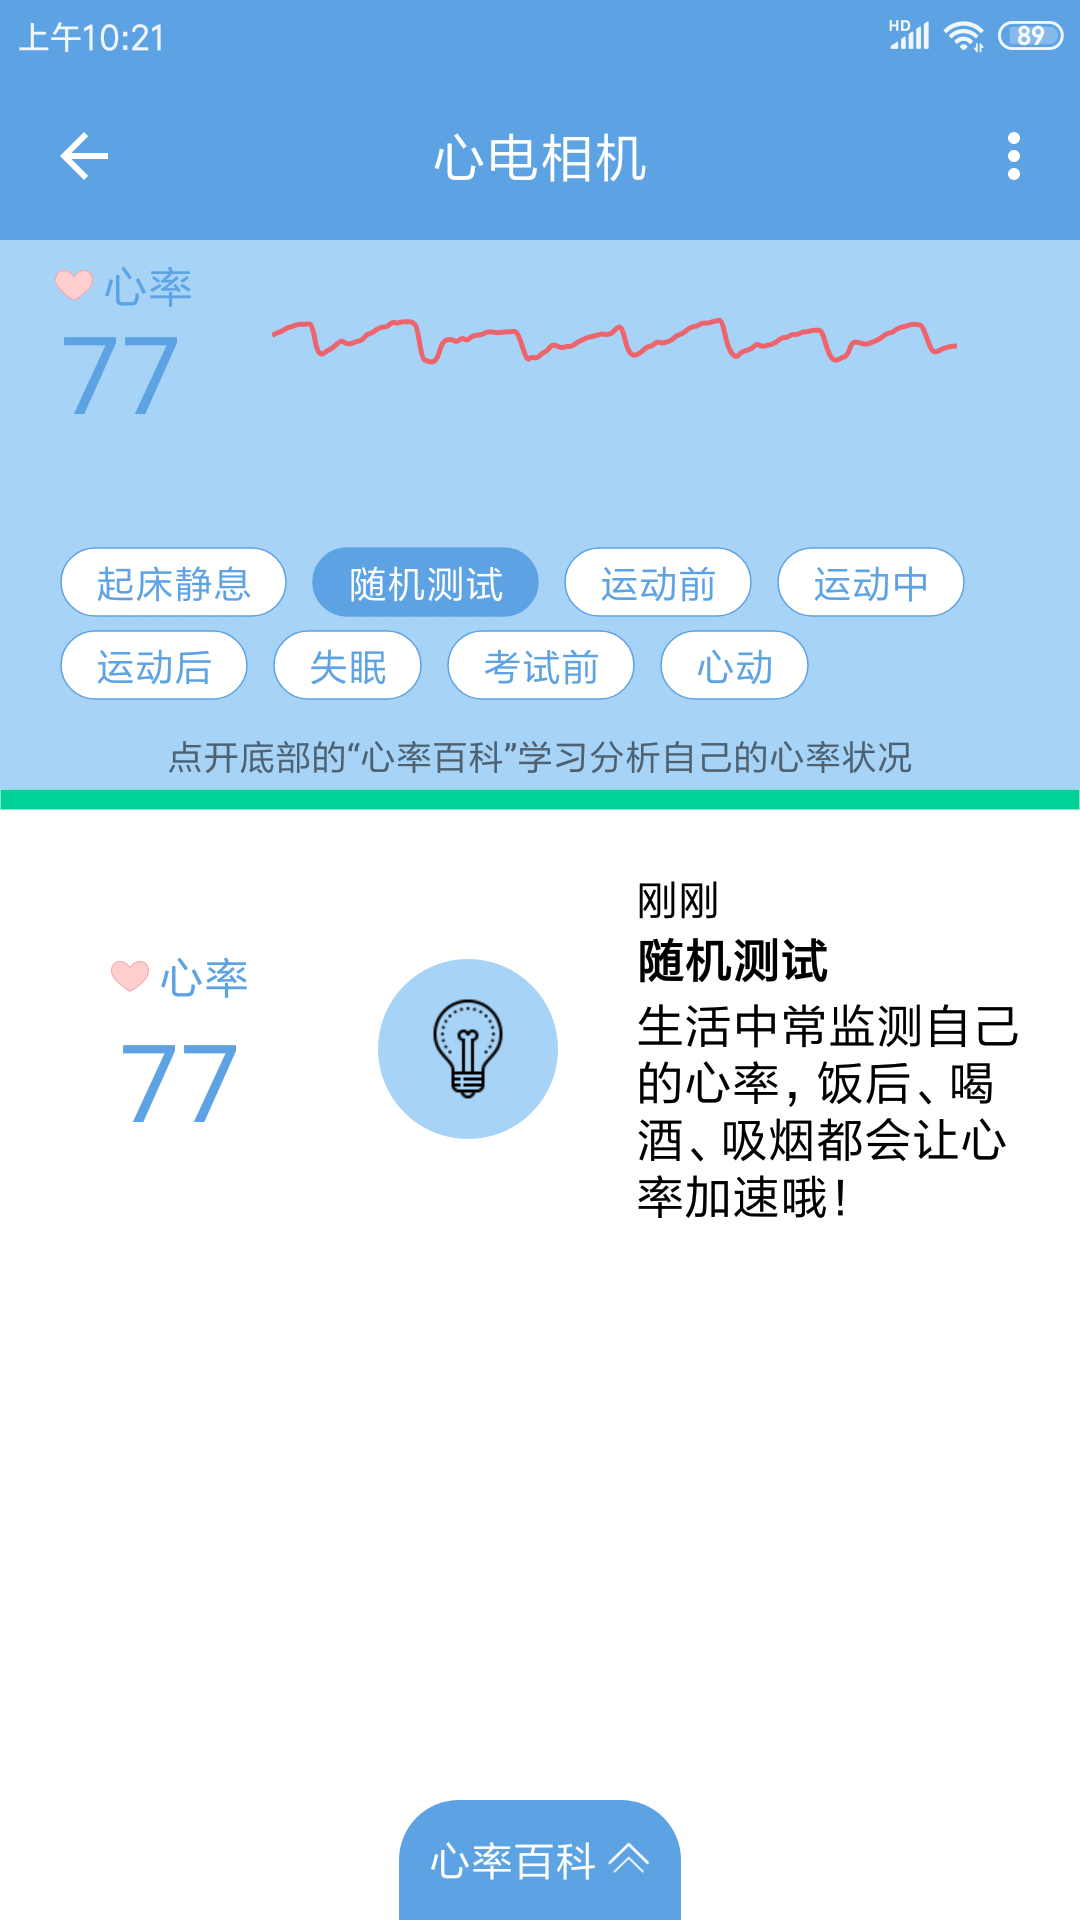 上午10:21
HD
89
心电相机
心率
77
起床静息 随机测试 运动前 运动中
运动后 失眠 考试前 心动
点开底部的“心率百科”学习分析自己的心率状况
心率
77
刚刚
随机测试
生活中常监测自己
的心率，饭后、喝
酒、吸烟都会让心
率加速哦！
心率百科